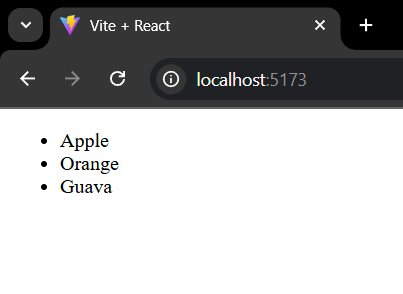 Vite + React
localhost:5173
Apple
Orange
Guava